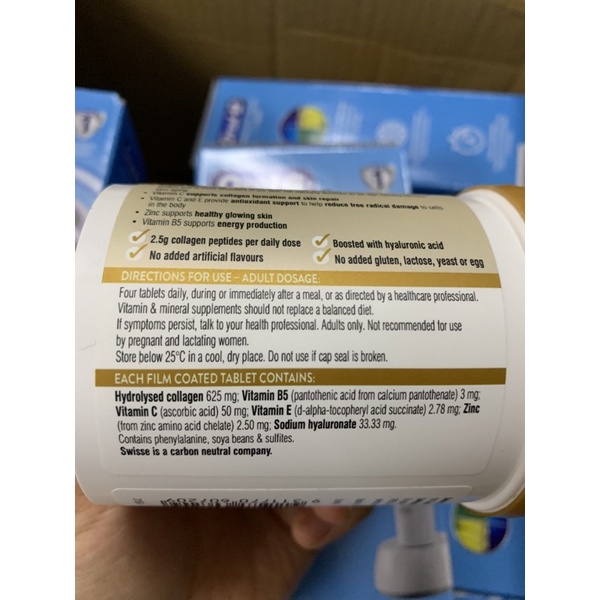 • Vitamin C supports collagen formation and skin repair
• Vitamin C and E provide antioxidant support to help reduce free radical damage to cells
in the body
• Zinc supports healthy glowing skin
• Vitamin B5 supports energy production
2.5g collagen peptides per daily dose
Boosted with hyaluronic acid
No added artificial flavours
No added gluten, lactose, yeast or egg
DIRECTIONS FOR USE – ADULT DOSAGE:
Four tablets daily, during or immediately after a meal, or as directed by a healthcare professional.
Vitamin & mineral supplements should not replace a balanced diet.
If symptoms persist, talk to your health professional. Adults only. Not recommended for use
by pregnant and lactating women.
Store below 25°C in a cool, dry place. Do not use if cap seal is broken.
EACH FILM COATED TABLET CONTAINS:
Hydrolysed collagen 625 mg; Vitamin B5 (pantothenic acid from calcium pantothenate) 3 mg;
Vitamin C (ascorbic acid) 50 mg; Vitamin E (d-alpha-tocopheryl acid succinate) 2.78 mg; Zinc
(from zinc amino acid chelate) 2.50 mg; Sodium hyaluronate 33.33 mg.
Contains phenylalanine, soya beans & sulfites.
Swisse is a carbon neutral company.